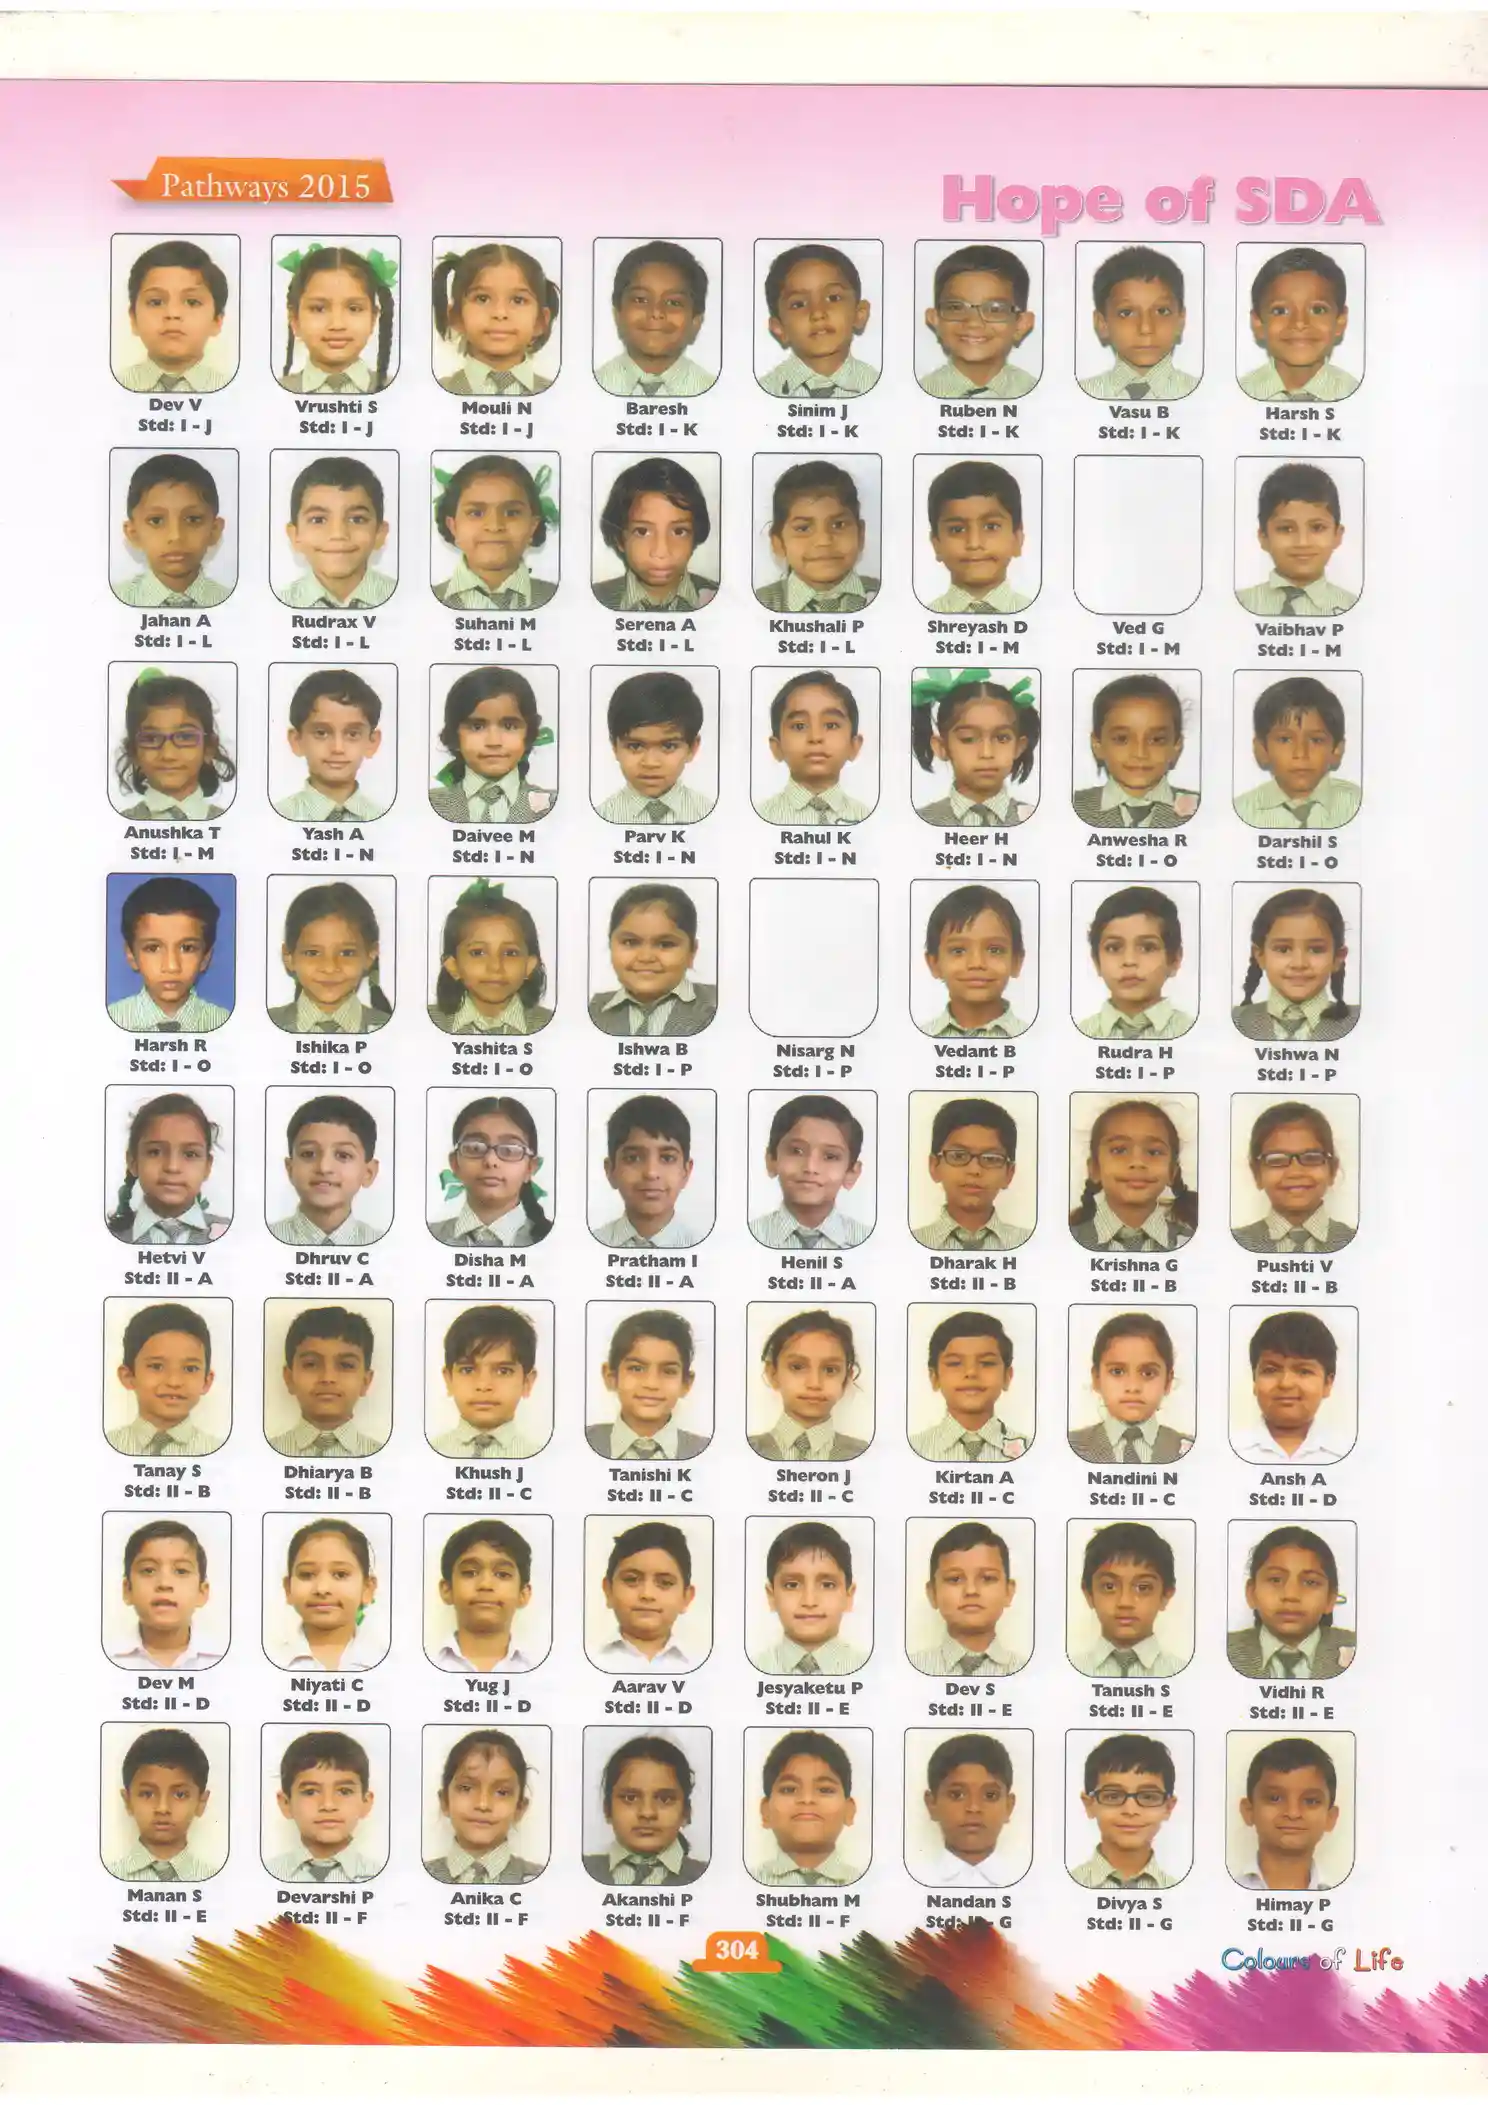 Pathways 2015
Hope of SDA
Dev V
Std: I - J
Vrushti S
Std: I - J
Mouli N
Std: I - J
Baresh
Std: I - K
Sinim J
Std: I - K
Ruben N
Std: I - K
Vasu B
Std: I - K
Harsh S
Std: I - K
Jahan A
Std: I - L
Rudrax V
Std: I - L
Suhani M
Std: I - L
Serena A
Std: I - L
Khushali P
Std: I - L
Shreyash D
Std: I - M
Ved G
Std: I - M
Vaibhav P
Std: I - M
Anushka T
Std: I - M
Yash A
Std: I - N
Daivee M
Std: I - N
Parv K
Std: I - N
Rahul K
Std: I - N
Heer H
Std: I - N
Anwesha R
Std: I - O
Darshil S
Std: I - O
Harsh R
Std: I - O
Ishika P
Std: I - O
Yashita S
Std: I - O
Ishwa B
Std: I - P
Nisarg N
Std: I - P
Vedant B
Std: I - P
Rudra H
Std: I - P
Vishwa N
Std: I - P
Hetvi V
Std: II - A
Dhruv C
Std: II - A
Disha M
Std: II - A
Pratham I
Std: II - A
Henil S
Std: II - A
Dharak H
Std: II - B
Krishna G
Std: II - B
Pushti V
Std: II - B
Tanay S
Std: II - B
Dhiarya B
Std: II - B
Khush J
Std: II - C
Tanishi K
Std: II - C
Sheron J
Std: II - C
Kirtan A
Std: II - C
Nandini N
Std: II - C
Ansh A
Std: II - D
Dev M
Std: II - D
Niyati C
Std: II - D
Yug J
Std: II - D
Aarav V
Std: II - D
Jesyaketu P
Std: II - E
Dev S
Std: II - E
Tanush S
Std: II - E
Vidhi R
Std: II - E
Manan S
Std: II - E
Devarshi P
Std: II - F
Anika C
Std: II - F
Akanshi P
Std: II - F
Shubham M
Std: II - F
Nandan S
Std: II - G
Divya S
Std: II - G
Himay P
Std: II - G
304
Colours of Life